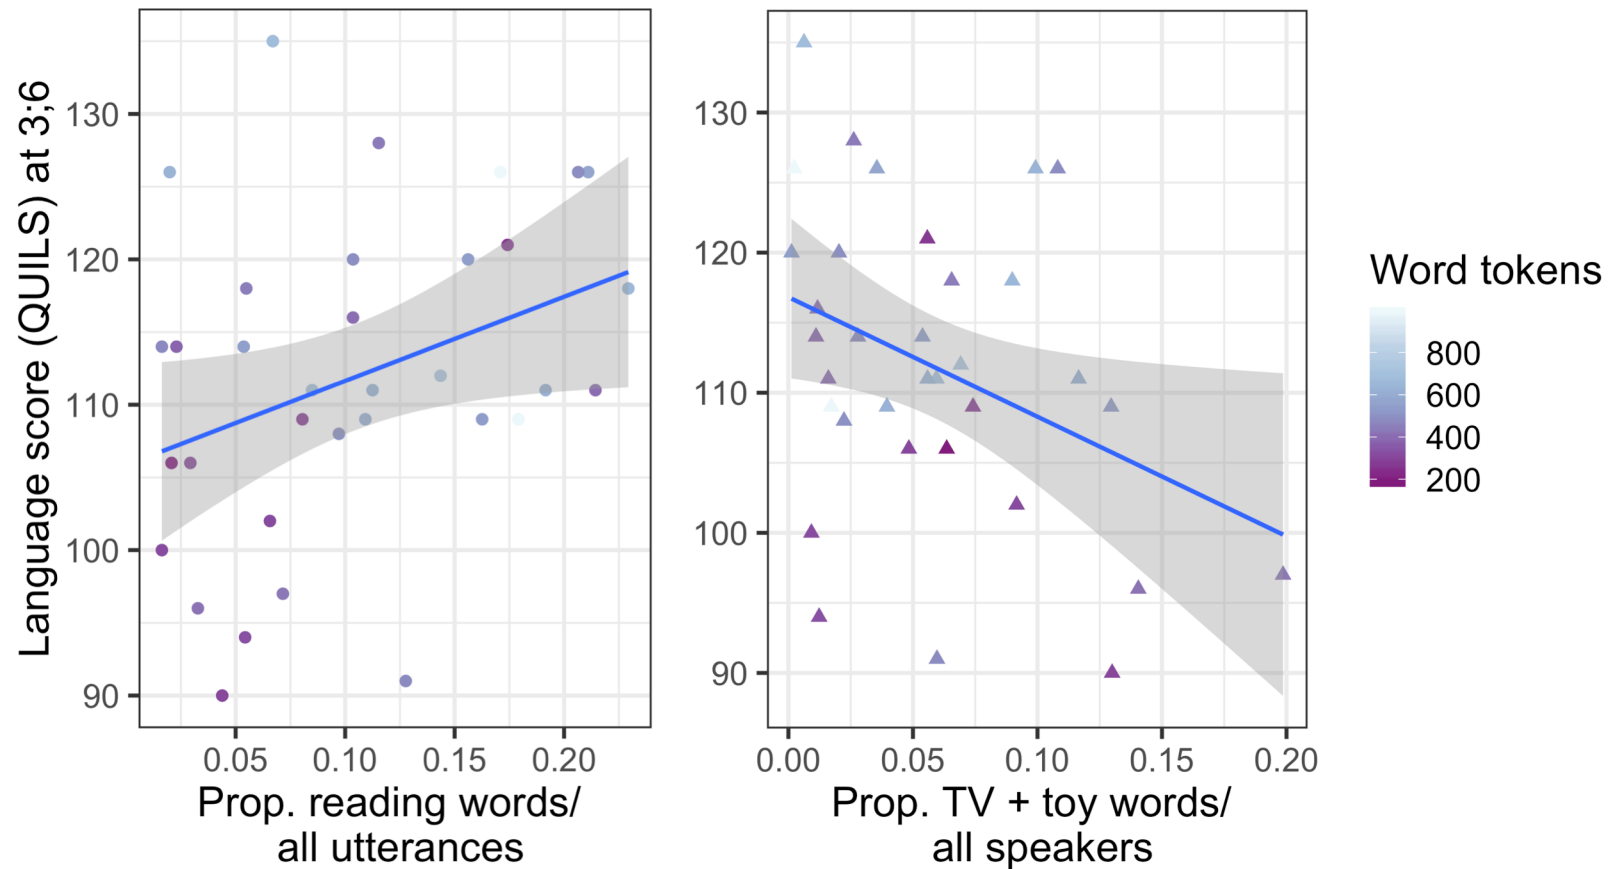 Language score (QUILS) at 3;6
130
120
110
100
90
0.05 0.10 0.15 0.20
Prop. reading words/
all utterances
130
120
110
100
90
0.00 0.05 0.10 0.15 0.20
Prop. TV + toy words/
all speakers
Word tokens
800
600
400
200